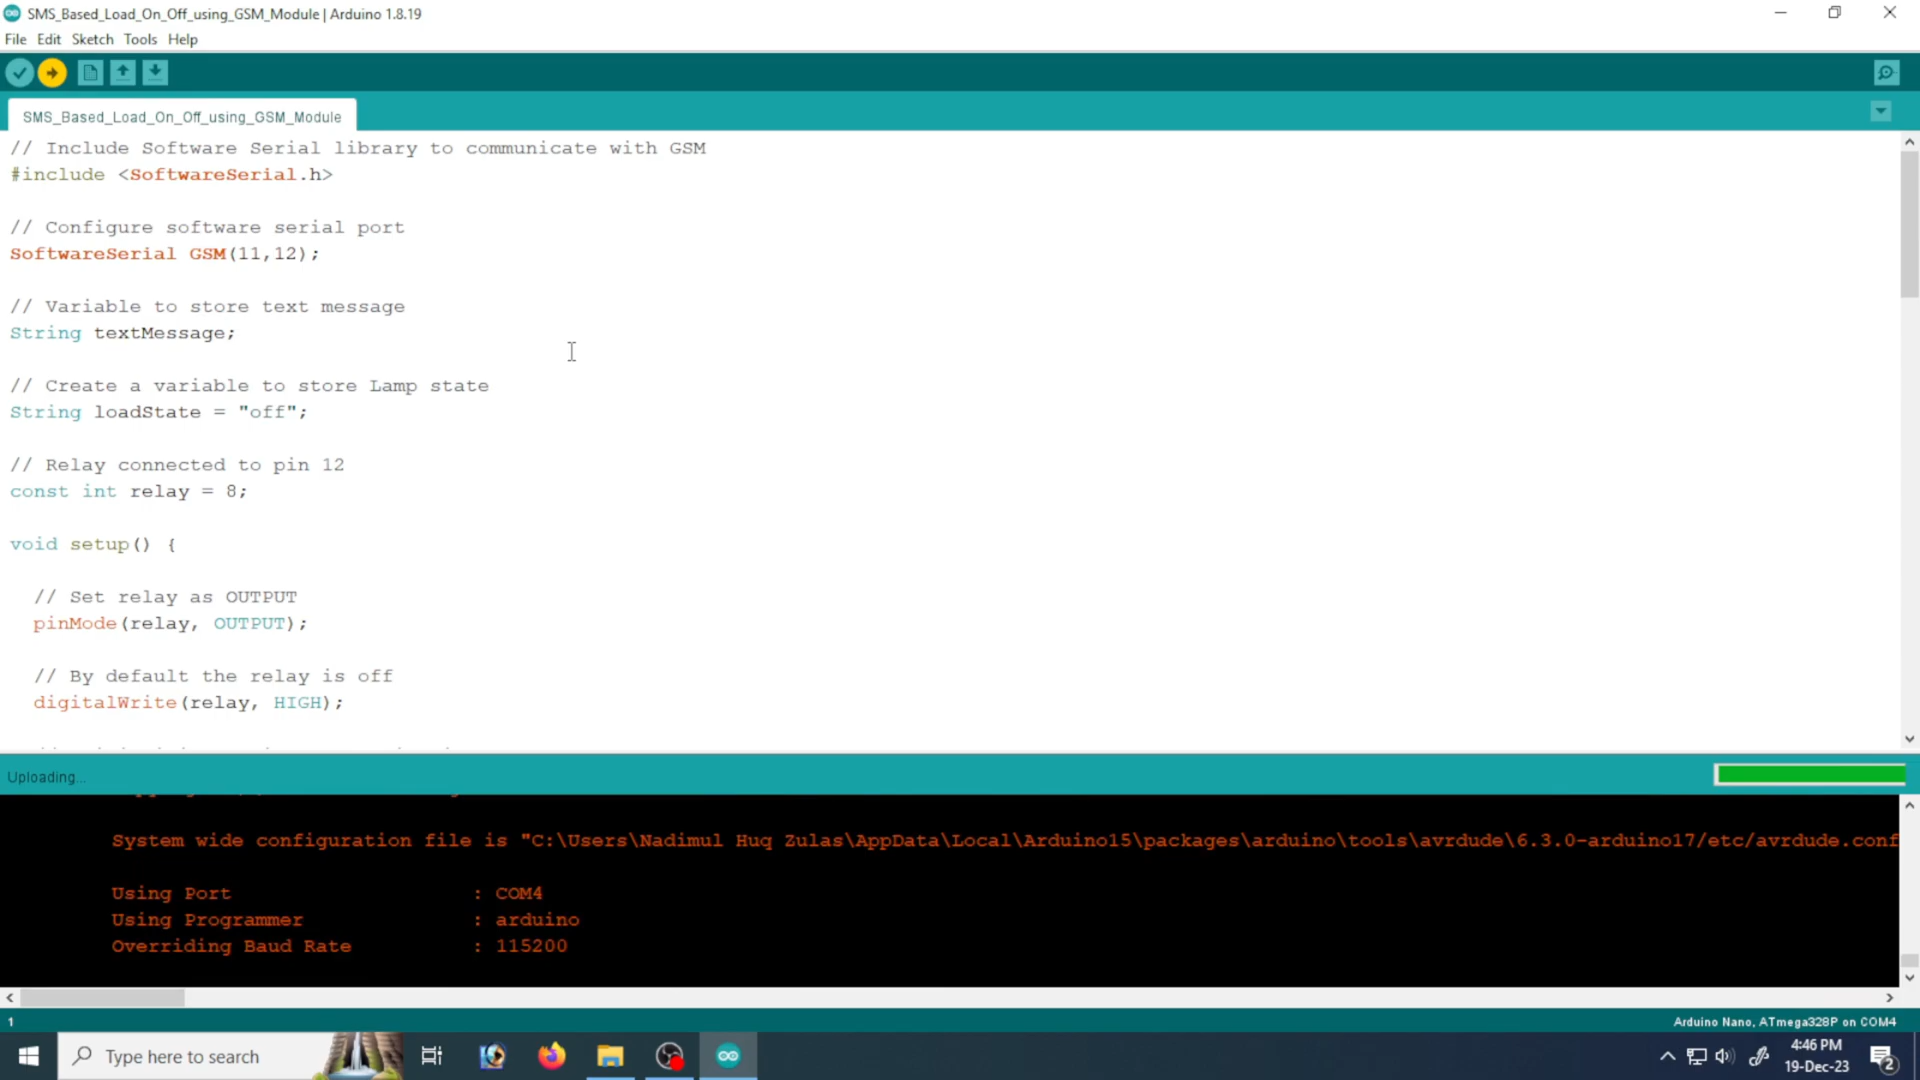 SMS_Based_Load_On_Off_using_GSM_Module | Arduino 1.8.19
File Edit Sketch Tools Help
SMS_Based_Load_On_Off_using_GSM_Module
// Include Software Serial library to communicate with GSM
#include <SoftwareSerial.h>
// Configure software serial port
SoftwareSerial GSM(11,12);
// Variable to store text message
String textMessage;
// Create a variable to store Lamp state
String loadState = "off";
// Relay connected to pin 12
const int relay = 8;
void setup() {
// Set relay as OUTPUT
pinMode(relay, OUTPUT);
// By default the relay is off
digitalWrite(relay, HIGH);
Uploading...
System wide configuration file is "C:\Users\Nadimul Huq Zulas\AppData\Local\Arduino15\packages\arduino\tools\avrdude\6.3.0-arduino17/etc/avrdude.conf
Using Port : COM4
Using Programmer : arduino
Overriding Baud Rate : 115200
1
Arduino Nano, ATmega328P on COM4
Type here to search
4:46 PM
19-Dec-23
2